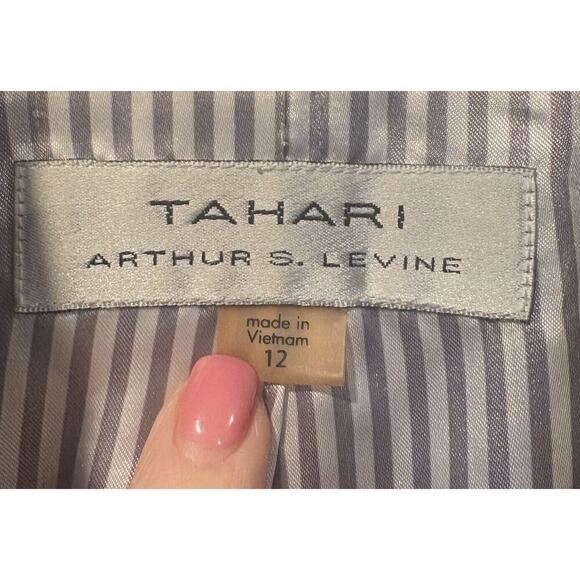 TAHARI
ARTHUR S. LEVINE
made in
Vietnam
12